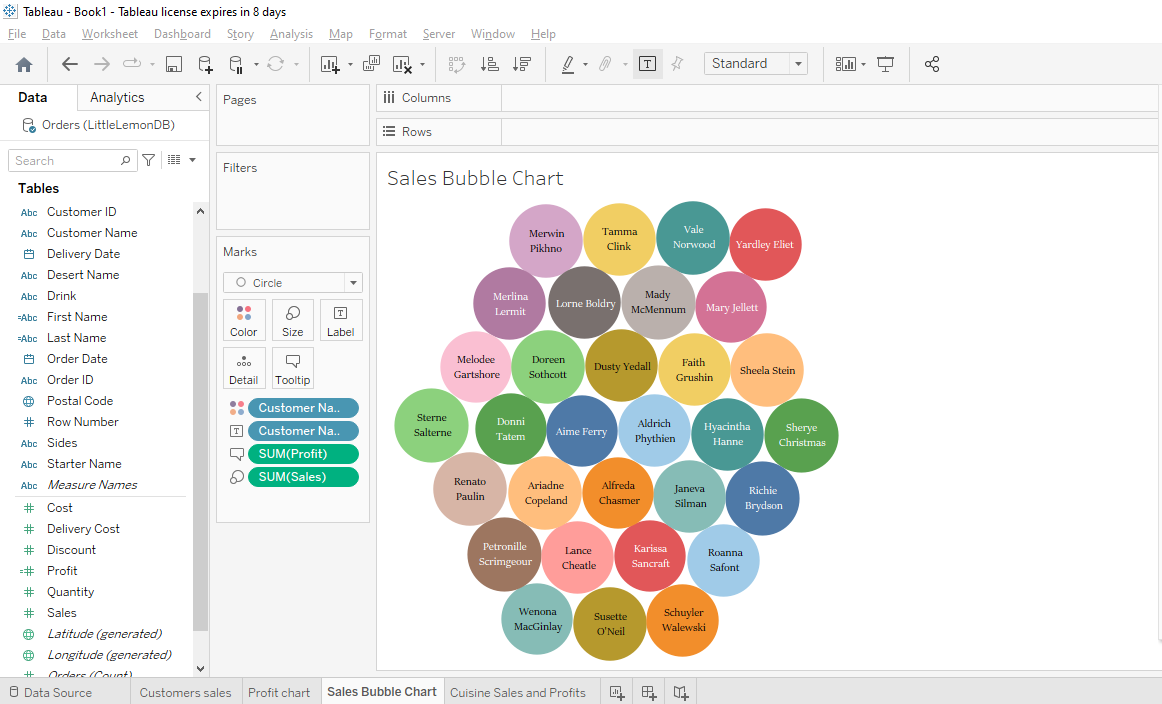 Tableau - Book1 - Tableau license expires in 8 days
File Data Worksheet Dashboard Story Analysis Map Format Server Window Help
Standard
Data Analytics
Orders (LittleLemonDB)
Search
Tables
Abc Customer ID
Abc Customer Name
Delivery Date
Abc Desert Name
Abc Drink
=Abc First Name
=Abc Last Name
Order Date
Abc Order ID
Postal Code
# Row Number
Abc Sides
Abc Starter Name
Abc Measure Names
# Cost
# Delivery Cost
# Discount
=# Profit
# Quantity
# Sales
Latitude (generated)
Longitude (generated)
# Orders (Count)
Pages
Filters
Marks
Circle
Color Size Label
Detail Tooltip
Customer Na..
Customer Na..
SUM(Profit)
SUM(Sales)
Columns
Rows
Sales Bubble Chart
Merwin
Pikhno
Tamma
Clink
Vale
Norwood
Yardley Eliet
Merlina
Lermit
Lorne Boldry
Mady
McMennum
Mary Jellett
Melodee
Gartshore
Doreen
Sothcott
Dusty Yedall
Faith
Grushin
Sheela Stein
Sterne
Salterne
Donni
Tatem
Aime Ferry
Aldrich
Phythien
Hyacintha
Hanne
Sherye
Christmas
Renato
Paulin
Ariadne
Copeland
Alfreda
Chasmer
Janeva
Silman
Richie
Brydson
Petronille
Scrimgeour
Lance
Cheatle
Karissa
Sancraft
Roanna
Safont
Wenona
MacGinlay
Susette
O'Neil
Schuyler
Walewski
Data Source Customers sales Profit chart Sales Bubble Chart Cuisine Sales and Profits